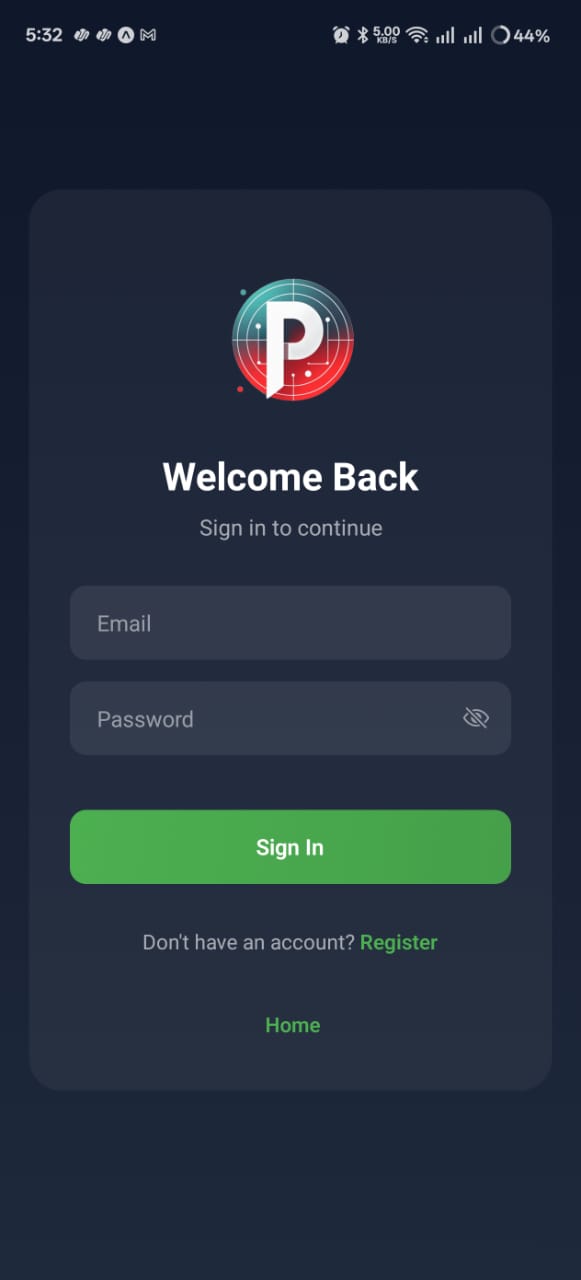 5:32 5.00 KB/S 44%
P
Welcome Back
Sign in to continue
Email
Password
Sign In
Don't have an account? Register
Home